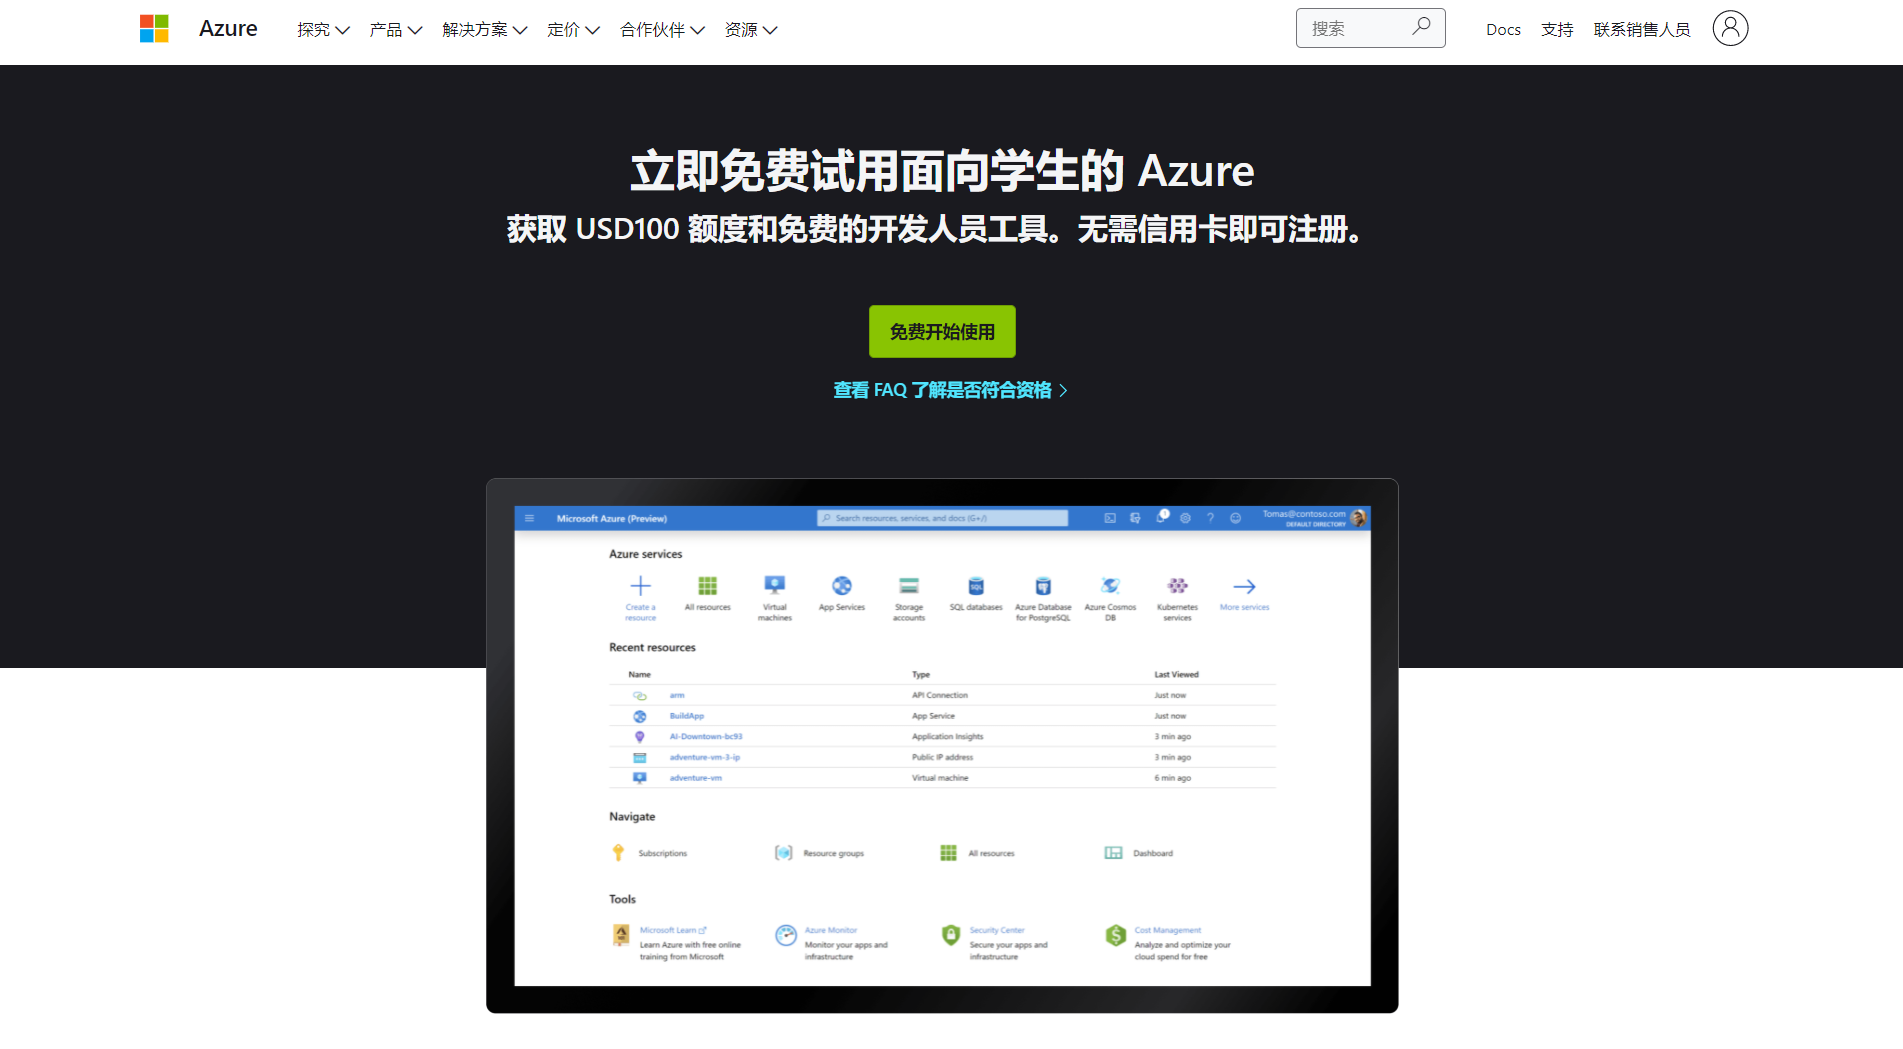 Azure 探究 产品 解决方案 定价 合作伙伴 资源 搜索 Docs 支持 联系销售人员
立即免费试用面向学生的 Azure
获取 USD100 额度和免费的开发人员工具。无需信用卡即可注册。
免费开始使用
查看 FAQ 了解是否符合资格
Microsoft Azure (Preview) Search resources, services, and docs (G+/) 1 ? Tomas@contoso.com
DEFAULT DIRECTORY
Azure services
Create a resource
All resources
Virtual machines
App Services
Storage accounts
SQL databases
Azure Database for PostgreSQL
Azure Cosmos DB
Kubernetes services
More services
Recent resources
Name Type Last Viewed
arm API Connection Just now
BuildApp App Service Just now
AI-Downtown-bc93 Application Insights 3 min ago
adventure-vm-3-ip Public IP address 3 min ago
adventure-vm Virtual machine 6 min ago
Navigate
Subscriptions Resource groups All resources Dashboard
Tools
Microsoft Learn
Learn Azure with free online
training from Microsoft
Azure Monitor
Monitor your apps and
infrastructure
Security Center
Secure your apps and
infrastructure
Cost Management
Analyze and optimize your
cloud spend for free